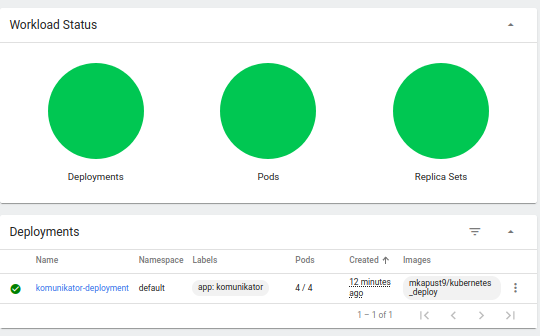 Workload Status
Deployments Pods Replica Sets
Deployments
Name Namespace Labels Pods Created Images
komunikator-deployment default app: komunikator 4 / 4 12 minutes ago mkapust9/kubernetes_deploy
1 – 1 of 1